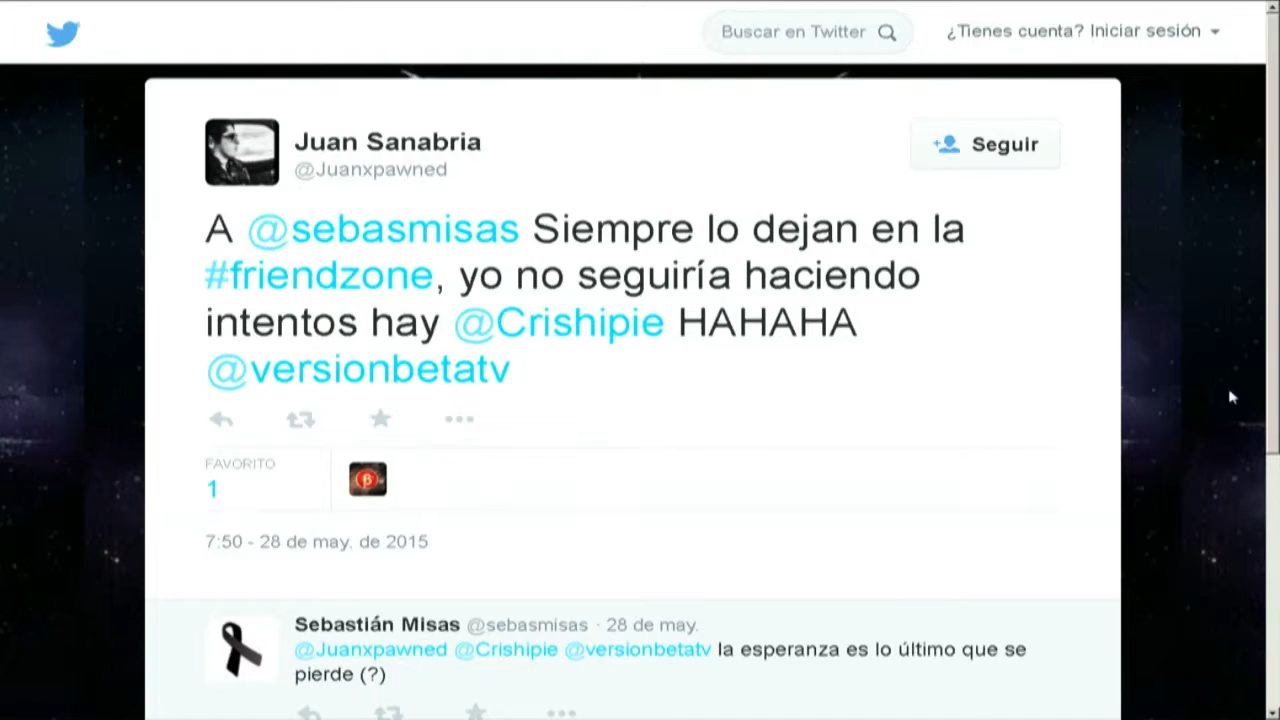 Buscar en Twitter
¿Tienes cuenta? Iniciar sesión
Juan Sanabria
@Juanxpawned
Seguir
A @sebasmisas Siempre lo dejan en la
#friendzone, yo no seguiría haciendo
intentos hay @Crishipie HAHAHA
@versionbetatv
FAVORITO
1
7:50 - 28 de may. de 2015
Sebastián Misas @sebasmisas · 28 de may.
@Juanxpawned @Crishipie @versionbetatv la esperanza es lo último que se
pierde (?)